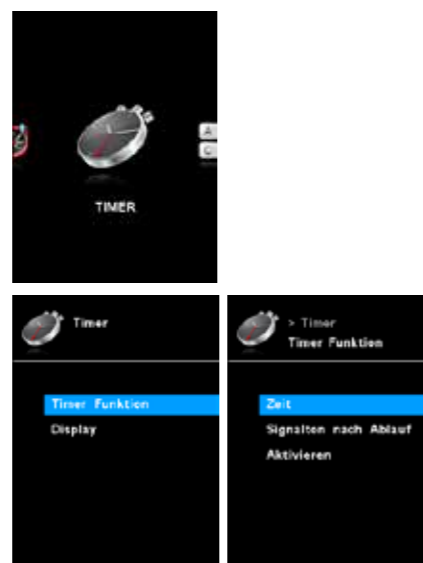 A
C
TIMER
Timer
Timer Funktion
Display
> Timer
Timer Funktion
Zeit
Signalton nach Ablauf
Aktivieren